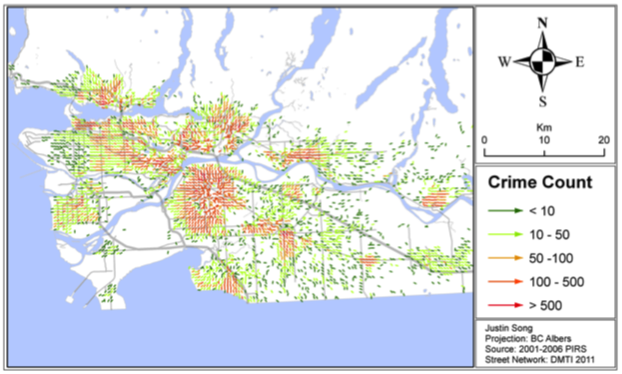 N
W E
S
Km
0 10 20
Crime Count
< 10
10 - 50
50 -100
100 - 500
> 500
Justin Song
Projection: BC Albers
Source: 2001-2006 PIRS
Street Network: DMTI 2011